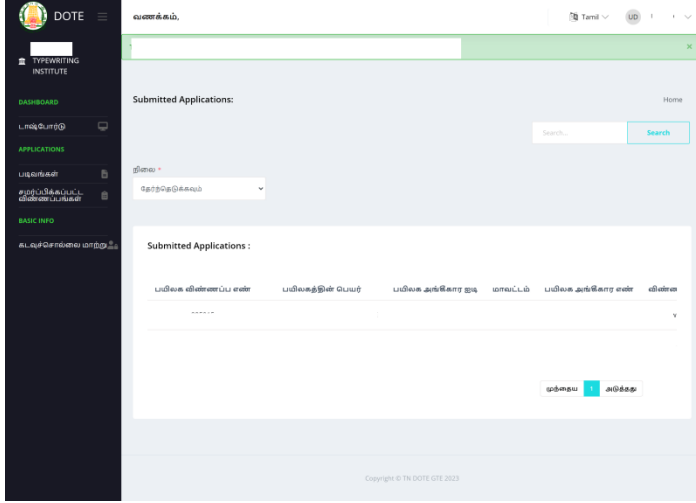 DOTE
வணக்கம்,
Tamil
UD
TYPEWRITING
INSTITUTE
DASHBOARD
டாஷ்போர்டு
APPLICATIONS
படிவங்கள்
சமர்ப்பிக்கப்பட்ட
விண்ணப்பங்கள்
BASIC INFO
கடவுச்சொல்லை மாற்று
Submitted Applications:
Home
Search...
Search
நிலை *
தேர்ந்தெடுக்கவும்
Submitted Applications :
பயிலக விண்ணப்ப எண் பயிலகத்தின் பெயர் பயிலக அங்கீகார ஐடி மாவட்டம் பயிலக அங்கீகார எண்
முந்தைய 1 அடுத்தது
Copyright © TN DOTE GTE 2023